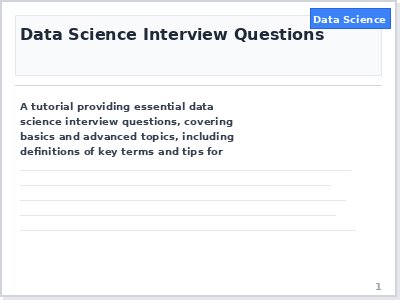 Data Science
Data Science Interview Questions
A tutorial providing essential data
science interview questions, covering
basics and advanced topics, including
definitions of key terms and tips for
1